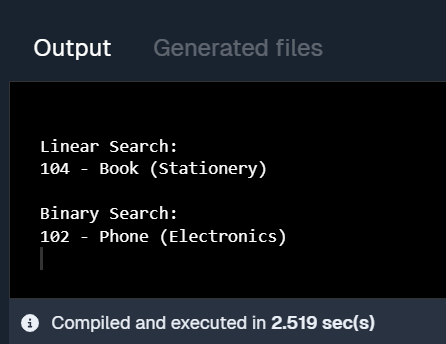 Output Generated files
Linear Search:
104 - Book (Stationery)
Binary Search:
102 - Phone (Electronics)
Compiled and executed in 2.519 sec(s)